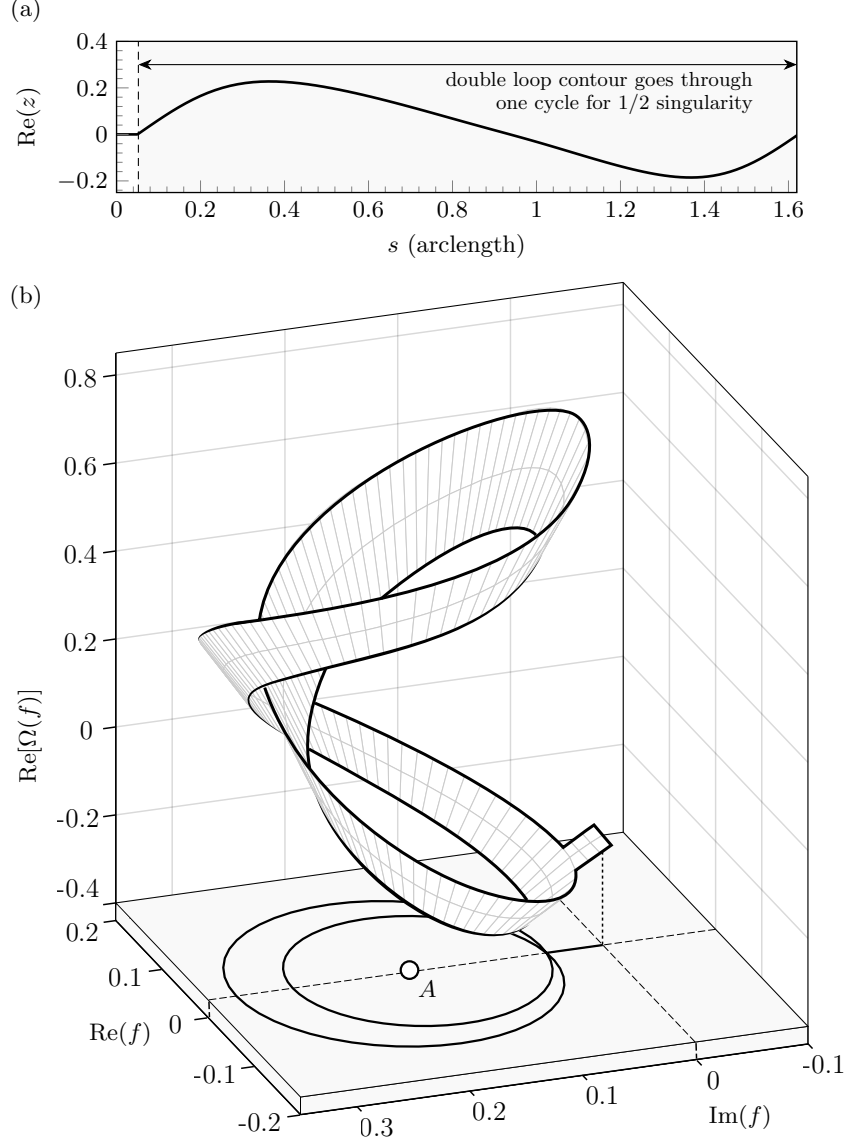 (a)
0.4
0.2
0
−0.2
Re(z)
double loop contour goes through
one cycle for 1/2 singularity
0 0.2 0.4 0.6 0.8 1 1.2 1.4 1.6
s (arclength)
(b)
0.8
0.6
0.4
0.2
0
-0.2
-0.4
Re[Ω(f)]
0.2
0.1
0
-0.1
-0.2
Re(f)
A
0.3
0.2
0.1
0
-0.1
Im(f)